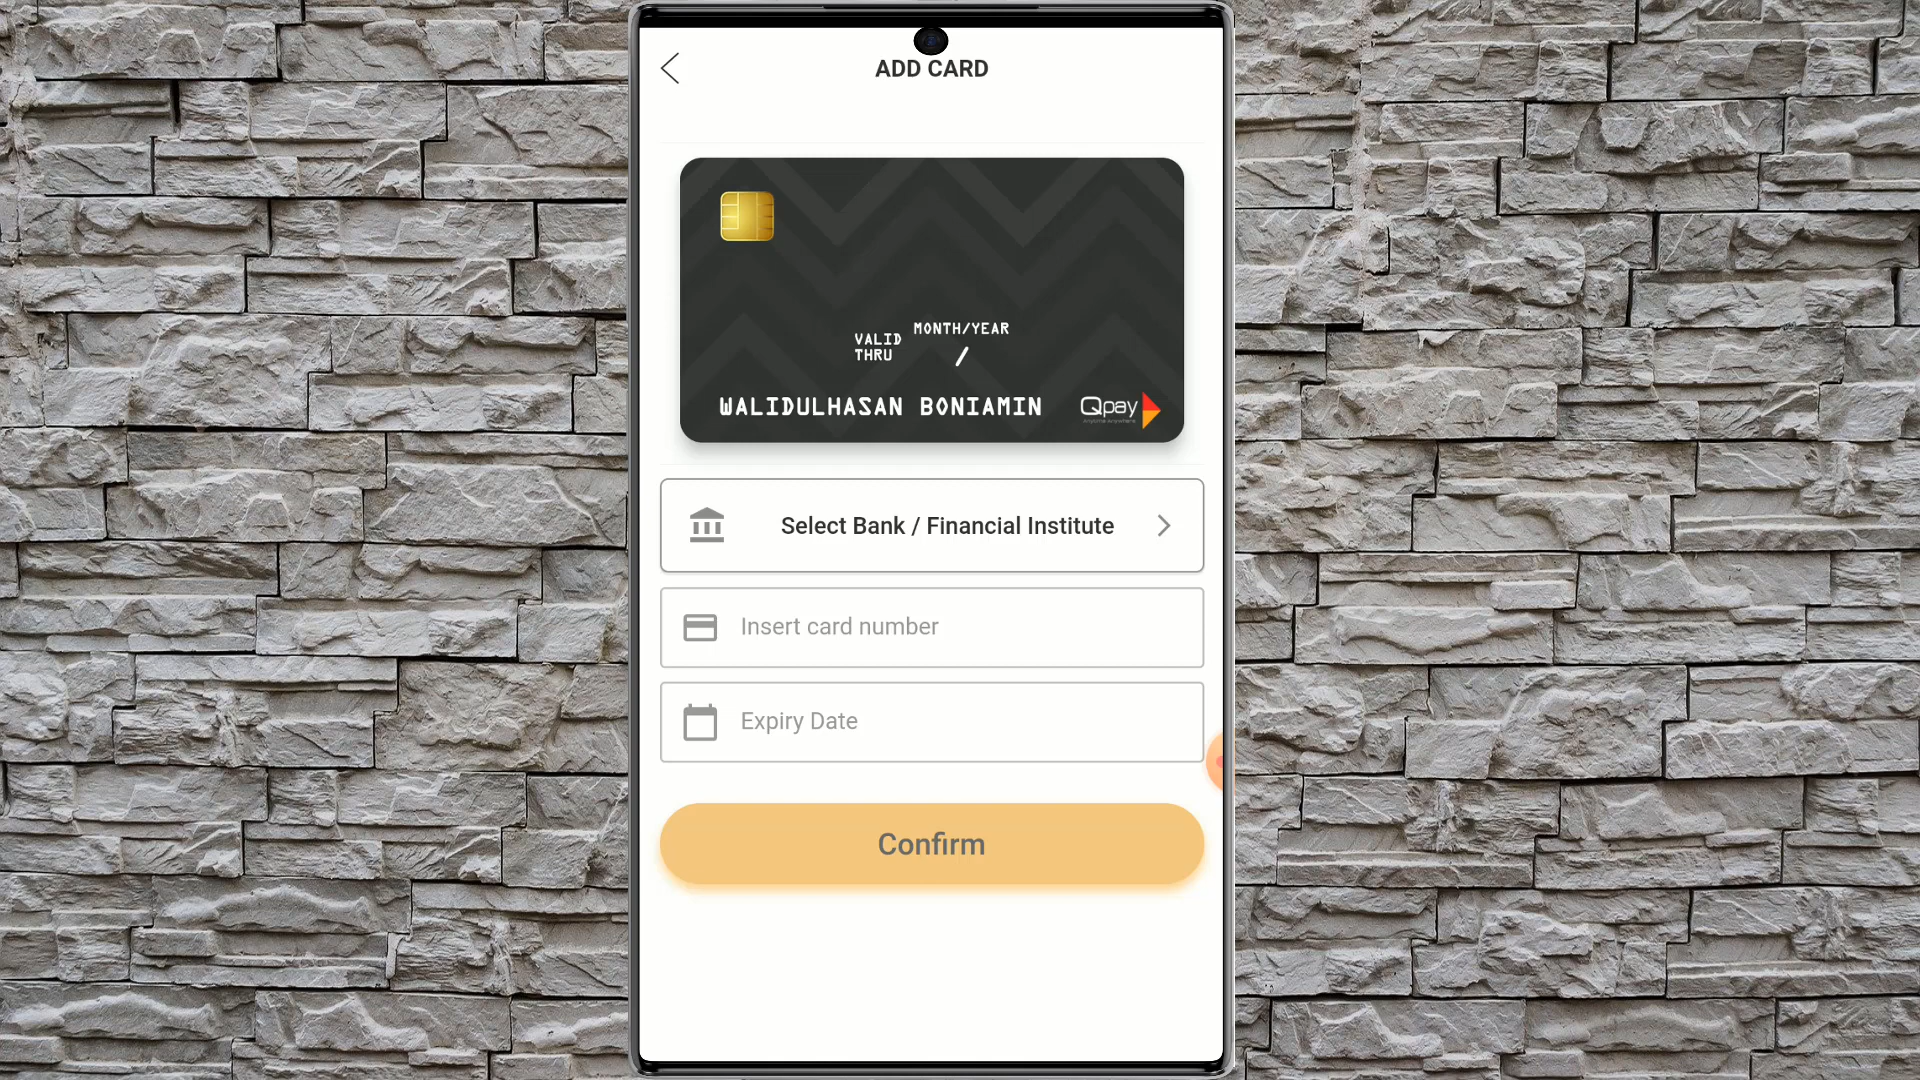 ADD CARD
MONTH/YEAR
VALID
THRU
/
WALIDULHASAN BONIAMIN
Qpay
Select Bank / Financial Institute
Insert card number
Expiry Date
Confirm